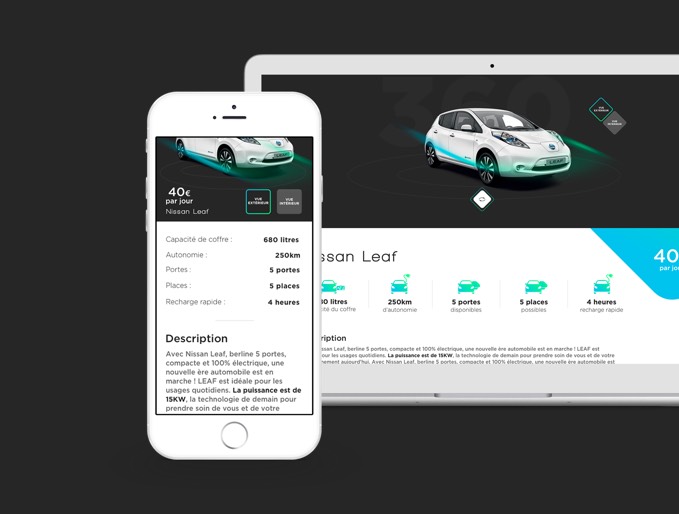 40€
par jour
Nissan Leaf
VUE
EXTÉRIEUR
VUE
INTÉRIEUR
Capacité de coffre : 680 litres
Autonomie : 250km
Portes : 5 portes
Places : 5 places
Recharge rapide : 4 heures
Description
Avec Nissan Leaf, berline 5 portes,
compacte et 100% électrique, une
nouvelle ère automobile est en
marche ! LEAF est idéale pour les
usages quotidiens. La puissance est de
15KW, la technologie de demain pour
prendre soin de vous et de votre
360
VUE
EXTÉRIEUR
VUE
INTÉRIEUR
ssan Leaf
40
par jou
80 litres
cité du coffre
250km
d'autonomie
5 portes
disponibles
5 places
possibles
4 heures
recharge rapide
ription
ssan Leaf, berline 5 portes, compacte et 100% électrique, une nouvelle ère automobile est en marche ! LEAF est
our les usages quotidiens. La puissance est de 15KW, la technologie de demain pour prendre soin de vous et de votre
nement aujourd'hui. Avec Nissan Leaf, berline 5 portes, compacte et 100% électrique, une nouvelle ère automobile est